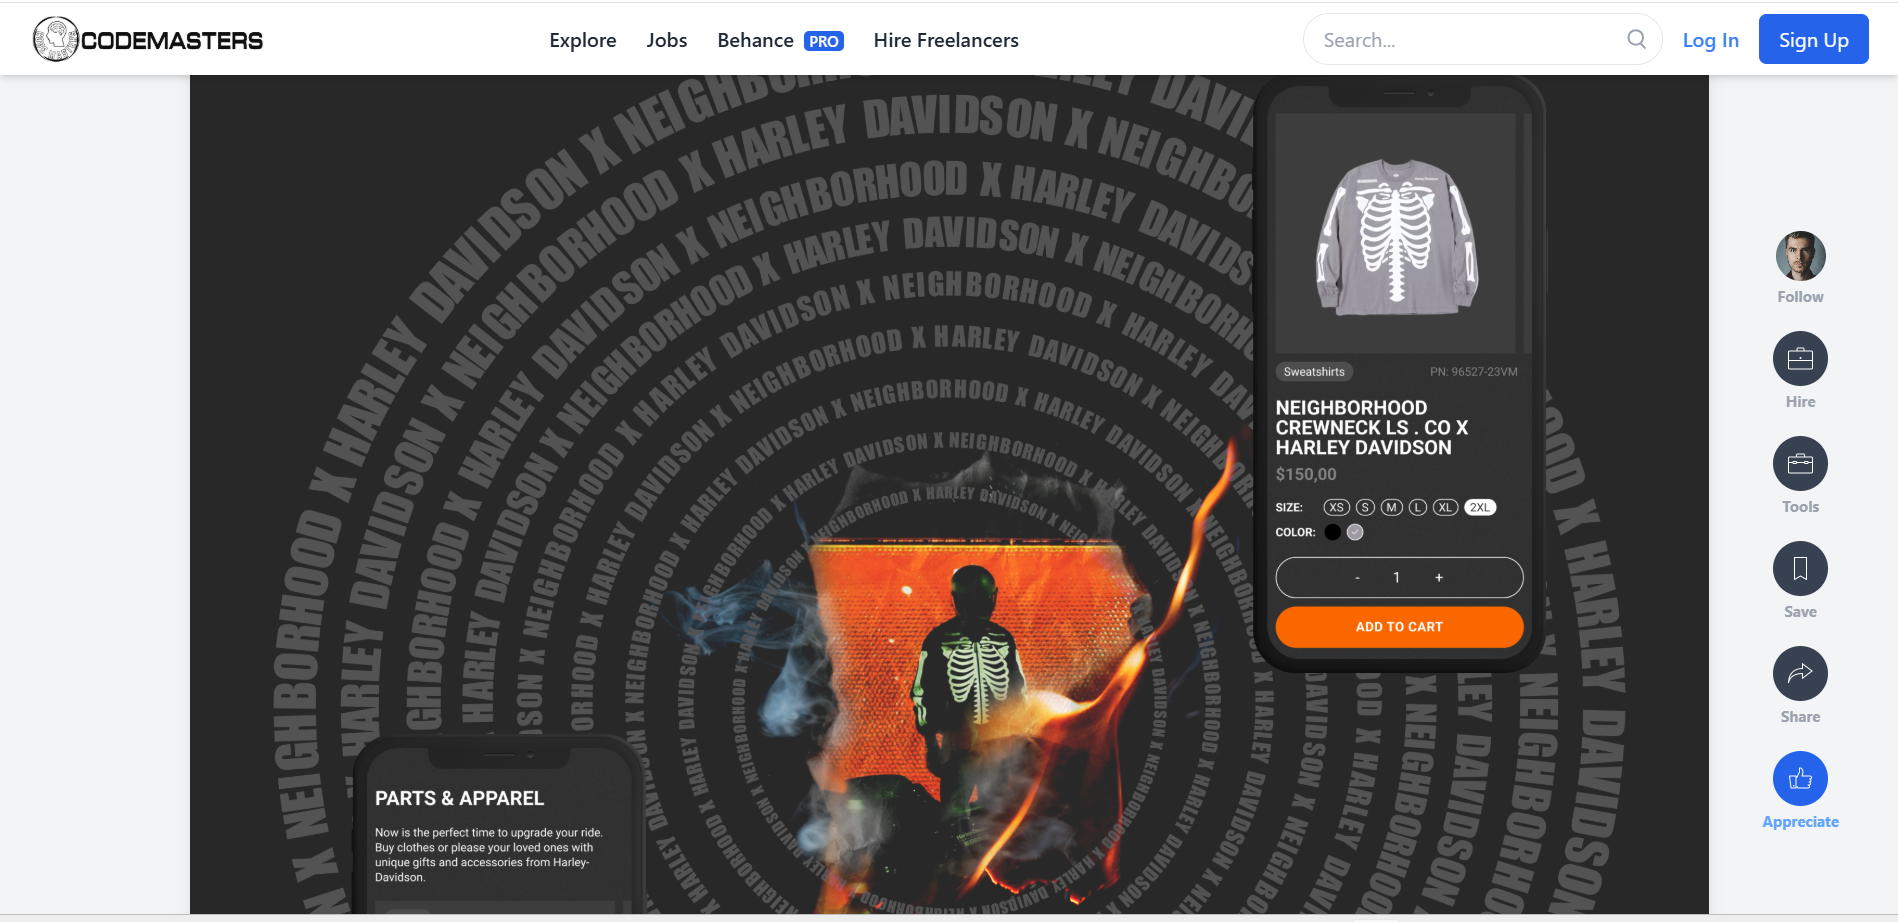 CODEMASTERS
Explore
Jobs
Behance PRO
Hire Freelancers
Search...
Log In
Sign Up
NEIGHBORHOOD X HARLEY DAVIDSON X NEIGHBORHOOD X HARLEY DAVIDSON
Sweatshirts
PN: 96527-23VM
NEIGHBORHOOD
CREWNECK LS . CO X
HARLEY DAVIDSON
$150,00
SIZE: XS S M L XL 2XL
COLOR:
- 1 +
ADD TO CART
PARTS & APPAREL
Now is the perfect time to upgrade your ride.
Buy clothes or please your loved ones with
unique gifts and accessories from Harley-
Davidson.
Follow
Hire
Tools
Save
Share
Appreciate